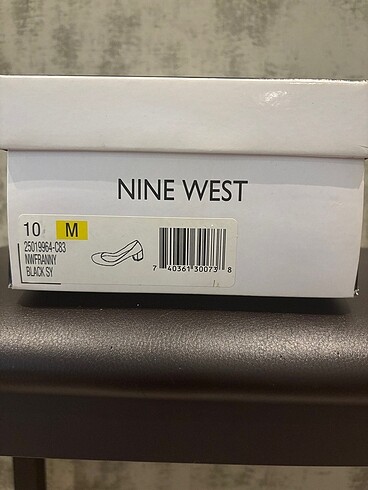 NINE WEST
10 M
25019964-C83
NWFRANNY
BLACK SY
7 40361 30073 8